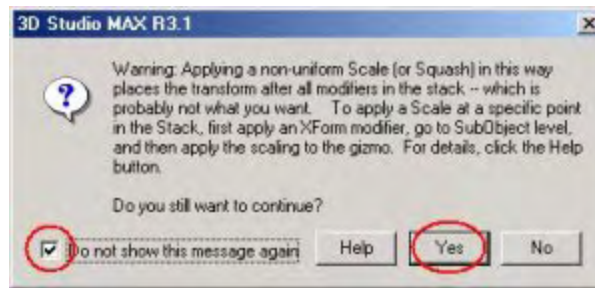 3D Studio MAX R3.1
Warning: Applying a non-uniform Scale (or Squash) in this way
places the transform after all modifiers in the stack -- which is
probably not what you want. To apply a Scale at a specific point
in the Stack, first apply an XForm modifier, go to SubObject level,
and then apply the scaling to the gizmo. For details, click the Help
button.
Do you still want to continue?
Do not show this message again Help Yes No